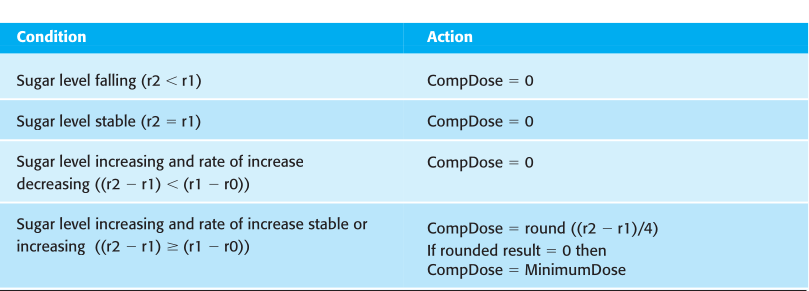 Condition Action
Sugar level falling (r2 < r1) CompDose = 0
Sugar level stable (r2 = r1) CompDose = 0
Sugar level increasing and rate of increase CompDose = 0
decreasing ((r2 − r1) < (r1 − r0))
Sugar level increasing and rate of increase stable or
increasing ((r2 − r1) ≥ (r1 − r0))
CompDose = round ((r2 − r1)/4)
If rounded result = 0 then
CompDose = MinimumDose